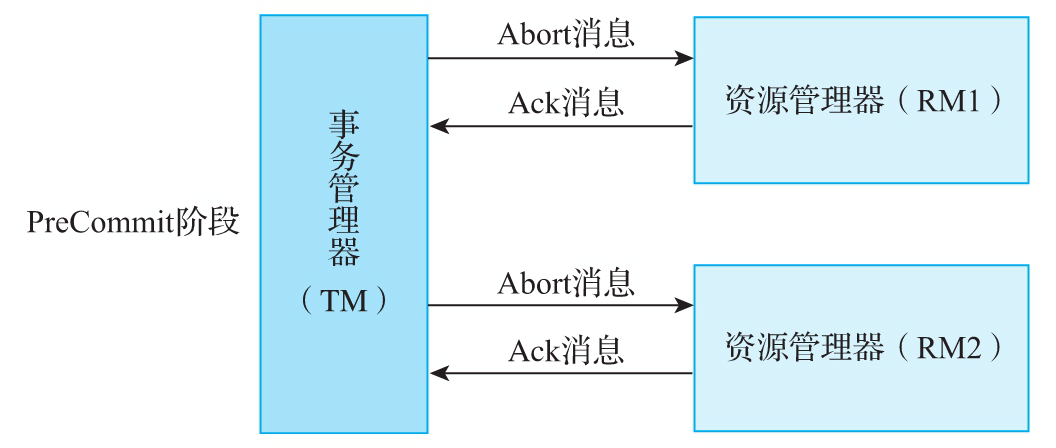 Abort消息
Ack消息
资源管理器（RM1）
PreCommit阶段
事务管理器
（TM）
Abort消息
Ack消息
资源管理器（RM2）